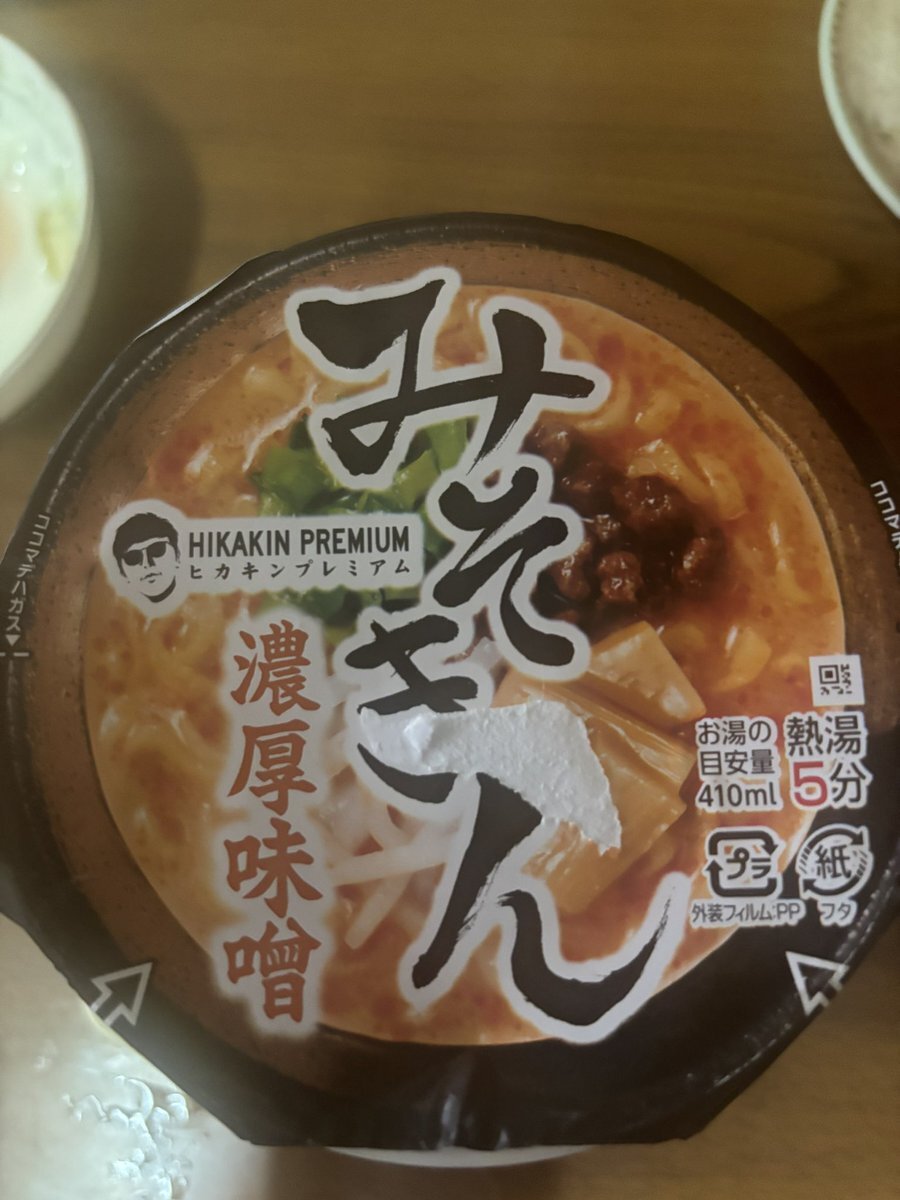 みそきん
HIKAKIN PREMIUM
ヒカキンプレミアム
濃厚味噌
ココマデハガス▼
お湯の
目安量
410ml
熱湯
5分
プラ
外装フィルム:PP
紙
フタ